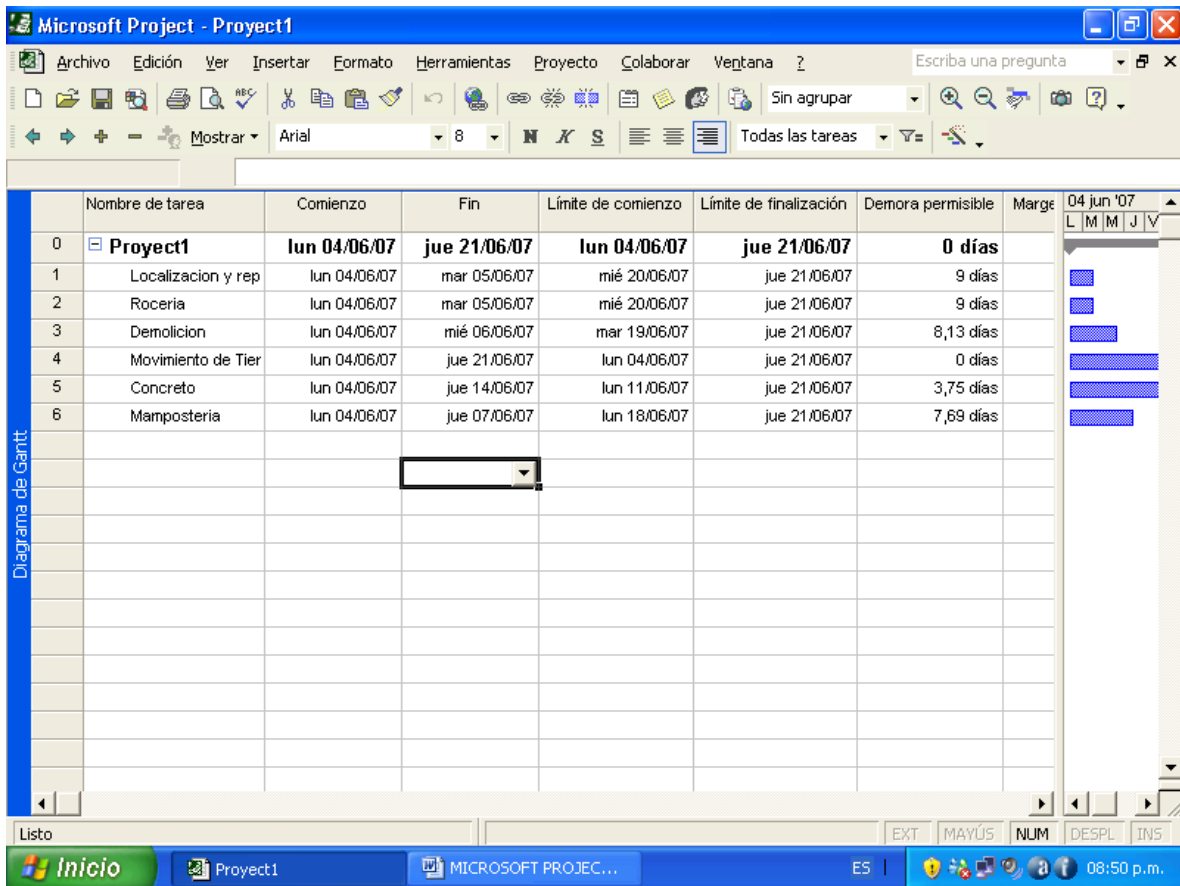 Microsoft Project - Proyect1
Archivo Edición Ver Insertar Formato Herramientas Proyecto Colaborar Ventana ? Escriba una pregunta
ABC Sin agrupar
Mostrar Arial 8 N K S Todas las tareas
Nombre de tarea Comienzo Fin Límite de comienzo Límite de finalización Demora permisible Marge 04 jun '07
L M M J V
0 Proyect1 lun 04/06/07 jue 21/06/07 lun 04/06/07 jue 21/06/07 0 días
1 Localizacion y rep lun 04/06/07 mar 05/06/07 mié 20/06/07 jue 21/06/07 9 días
2 Roceria lun 04/06/07 mar 05/06/07 mié 20/06/07 jue 21/06/07 9 días
3 Demolicion lun 04/06/07 mié 06/06/07 mar 19/06/07 jue 21/06/07 8,13 días
4 Movimiento de Tier lun 04/06/07 jue 21/06/07 lun 04/06/07 jue 21/06/07 0 días
5 Concreto lun 04/06/07 jue 14/06/07 lun 11/06/07 jue 21/06/07 3,75 días
6 Mamposteria lun 04/06/07 jue 07/06/07 lun 18/06/07 jue 21/06/07 7,69 días
Diagrama de Gantt
Listo EXT MAYÚS NUM DESPL INS
Inicio Proyect1 MICROSOFT PROJEC... ES 08:50 p.m.